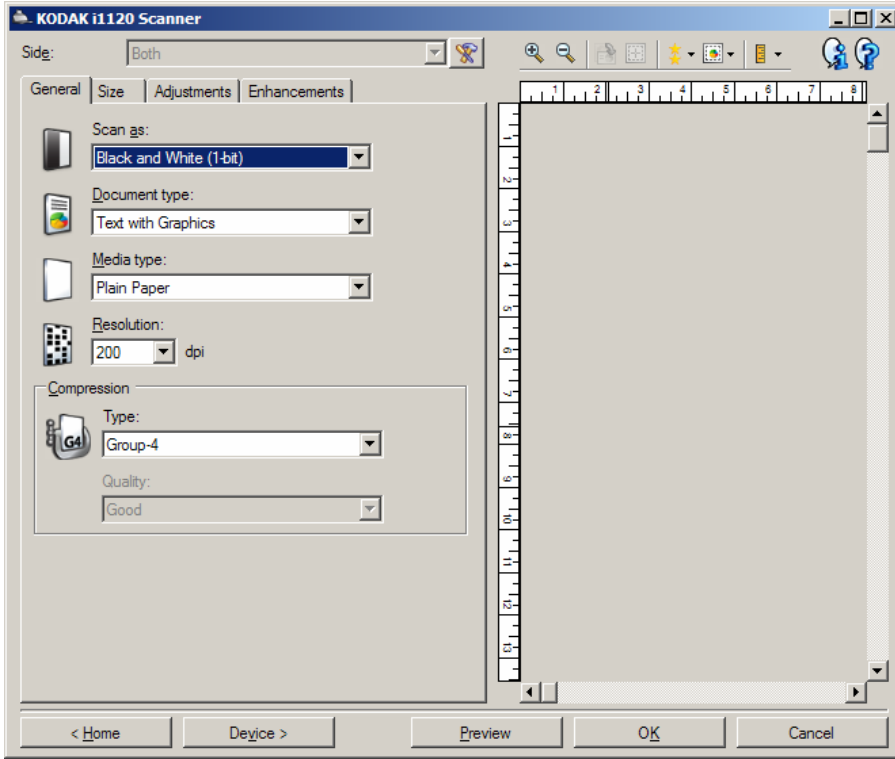 KODAK i1120 Scanner
Side: Both
General Size Adjustments Enhancements
Scan as:
Black and White (1-bit)
Document type:
Text with Graphics
Media type:
Plain Paper
Resolution:
200 dpi
Compression
Type:
G4 Group-4
Quality:
Good
1 2 3 4 5 6 7 8
1
2
3
4
5
6
7
8
9
10
11
12
13
< Home Device > Preview OK Cancel